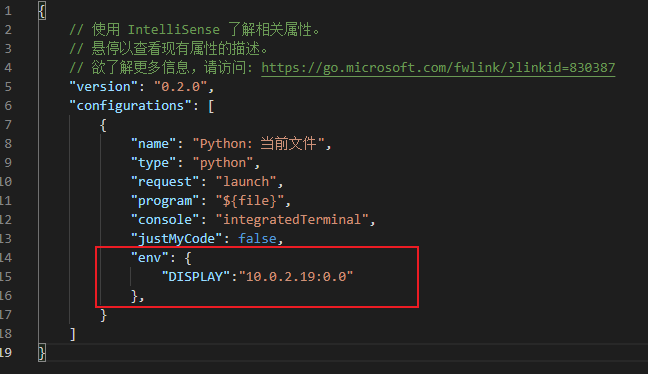 1 {
2 // 使用 IntelliSense 了解相关属性。
3 // 悬停以查看现有属性的描述。
4 // 欲了解更多信息，请访问: https://go.microsoft.com/fwlink/?linkid=830387
5 "version": "0.2.0",
6 "configurations": [
7 {
8 "name": "Python: 当前文件",
9 "type": "python",
10 "request": "launch",
11 "program": "${file}",
12 "console": "integratedTerminal",
13 "justMyCode": false,
14 "env": {
15 "DISPLAY":"10.0.2.19:0.0"
16 },
17 }
18 ]
19 }